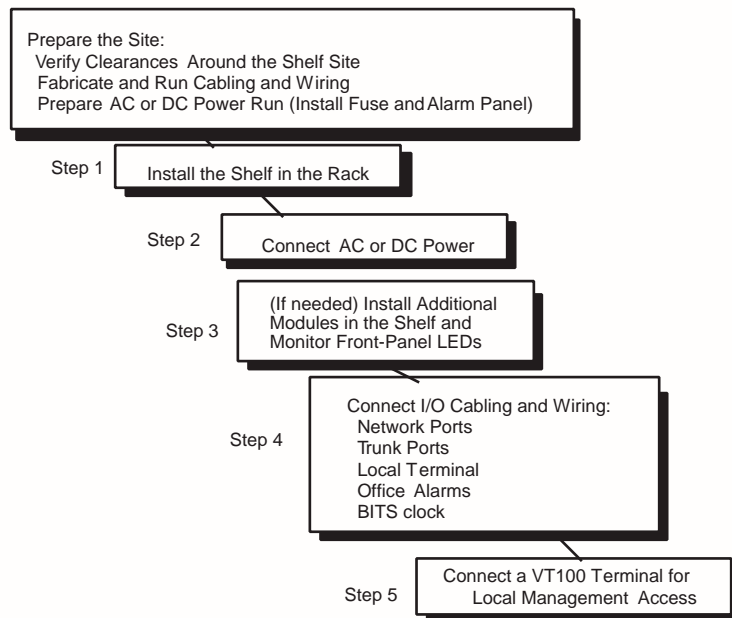 Prepare the Site:
Verify Clearances Around the Shelf Site
Fabricate and Run Cabling and Wiring
Prepare AC or DC Power Run (Install Fuse and Alarm Panel)
Step 1
Install the Shelf in the Rack
Step 2
Connect AC or DC Power
Step 3
(If needed) Install Additional
Modules in the Shelf and
Monitor Front-Panel LEDs
Step 4
Connect I/O Cabling and Wiring:
Network Ports
Trunk Ports
Local Terminal
Office Alarms
BITS clock
Step 5
Connect a VT100 Terminal for
Local Management Access